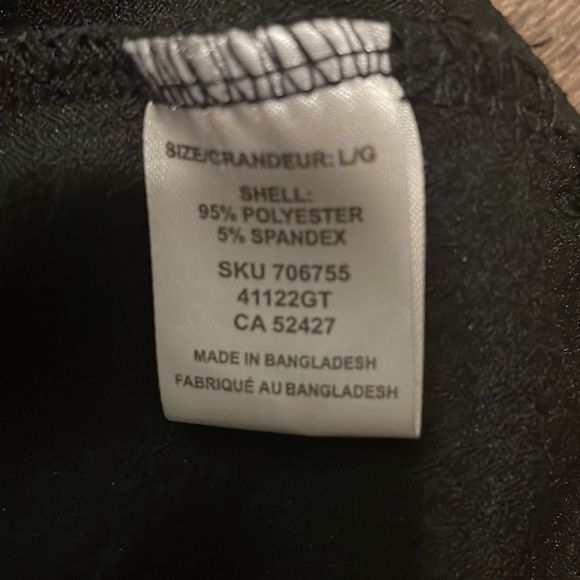 SIZE/GRANDEUR: L/G
SHELL:
95% POLYESTER
5% SPANDEX
SKU 706755
41122GT
CA 52427
MADE IN BANGLADESH
FABRIQUÉ AU BANGLADESH